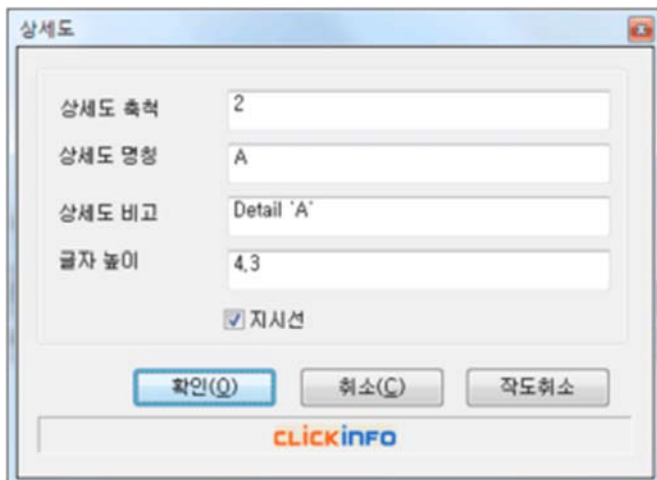 상세도
상세도 축척 2
상세도 명칭 A
상세도 비고 Detail 'A'
글자 높이 4,3
지시선
확인(O) 취소(C) 작도취소
CLICKINFO